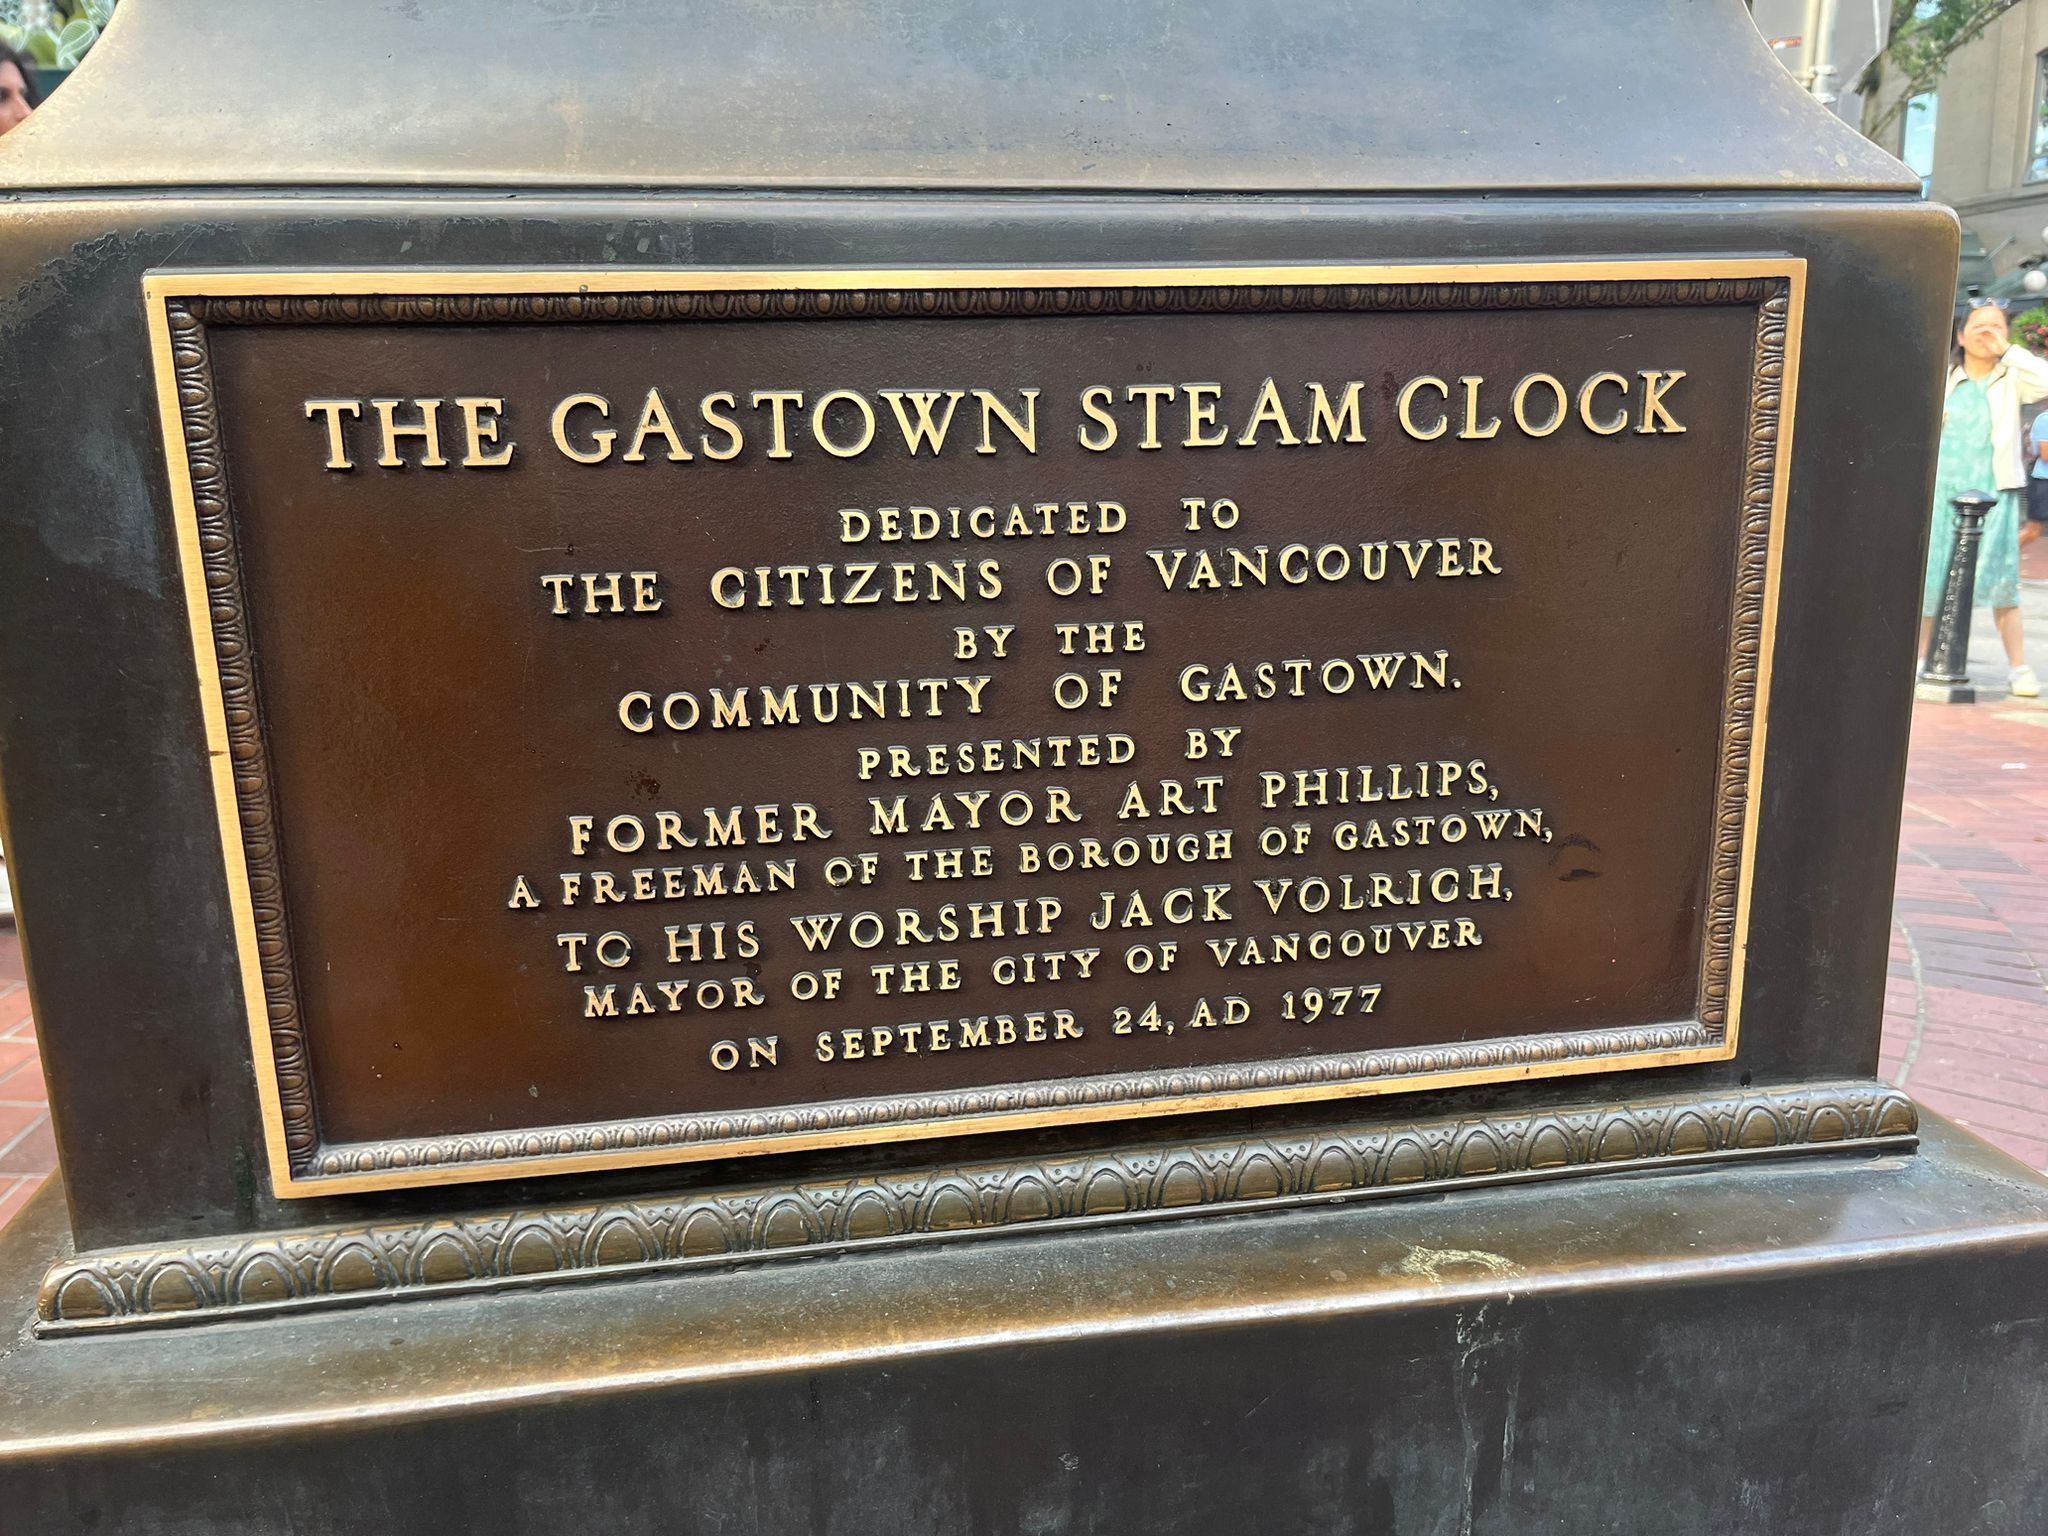 THE GASTOWN STEAM CLOCK
DEDICATED TO
THE CITIZENS OF VANCOUVER
BY THE
COMMUNITY OF GASTOWN.
PRESENTED BY
FORMER MAYOR ART PHILLIPS,
A FREEMAN OF THE BOROUGH OF GASTOWN,
TO HIS WORSHIP JACK VOLRICH,
MAYOR OF THE CITY OF VANCOUVER
ON SEPTEMBER 24, AD 1977